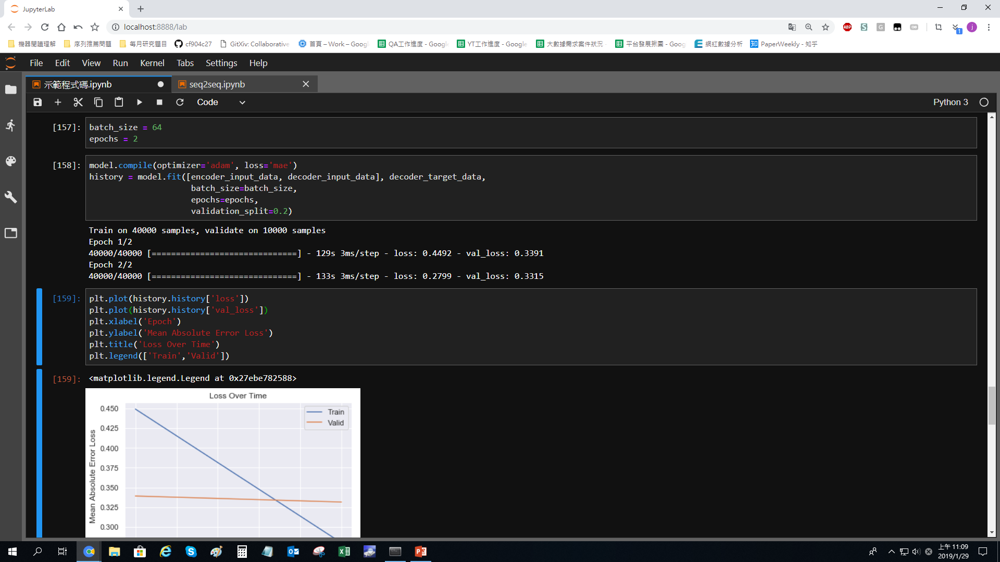 JupyterLab
localhost:8888/lab
ABP
S
G
1
j
機器閱讀理解
序列推薦問題
每月研究題目
cf904c27
GitXiv: Collaborative
首頁 – Work – Googl
QA工作進度 - Googl
YT工作進度 - Google
大數據需求案件狀況 -
平台發展揪團 - Goog
網紅數據分析
知
PaperWeekly - 知乎
File
Edit
View
Run
Kernel
Tabs
Settings
Help
示範程式碼.ipynb
seq2seq.ipynb
Code
Python 3
[157]:
batch_size = 64
epochs = 2
[158]:
model.compile(optimizer='adam', loss='mae')
history = model.fit([encoder_input_data, decoder_input_data], decoder_target_data,
batch_size=batch_size,
epochs=epochs,
validation_split=0.2)
Train on 40000 samples, validate on 10000 samples
Epoch 1/2
40000/40000 [==============================] - 129s 3ms/step - loss: 0.4492 - val_loss: 0.3391
Epoch 2/2
40000/40000 [==============================] - 133s 3ms/step - loss: 0.2799 - val_loss: 0.3315
[159]:
plt.plot(history.history['loss'])
plt.plot(history.history['val_loss'])
plt.xlabel('Epoch')
plt.ylabel('Mean Absolute Error Loss')
plt.title('Loss Over Time')
plt.legend(['Train','Valid'])
[159]:
<matplotlib.legend.Legend at 0x27ebe782588>
Loss Over Time
Train
Valid
Mean Absolute Error Loss
0.450
0.425
0.400
0.375
0.350
0.325
0.300
上午 11:09
2019/1/29